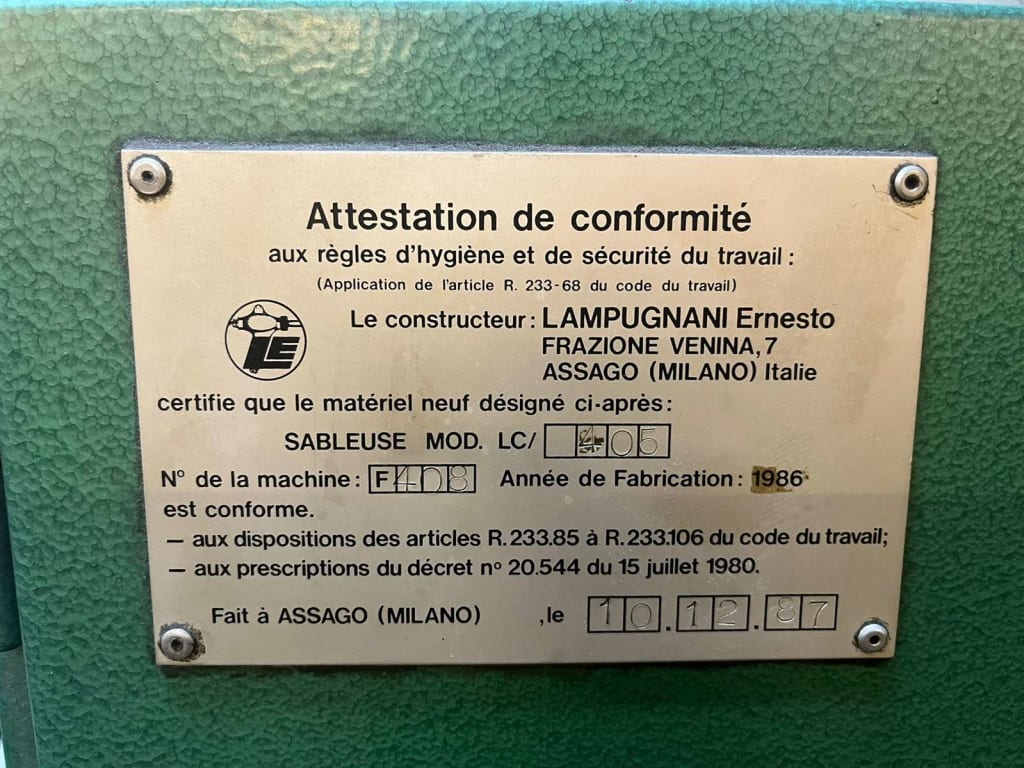 Attestation de conformité
aux règles d'hygiène et de sécurité du travail :
(Application de l'article R. 233-68 du code du travail)
LE
Le constructeur : LAMPUGNANI Ernesto
FRAZIONE VENINA, 7
ASSAGO (MILANO) Italie
certifie que le matériel neuf désigné ci-après :
SABLEUSE MOD. LC/ 405
Nº de la machine : F408 Année de Fabrication : 1986
est conforme.
— aux dispositions des articles R. 233.85 à R. 233.106 du code du travail;
— aux prescriptions du décret nº 20.544 du 15 juillet 1980.
Fait à ASSAGO (MILANO) ,le 10.12.87